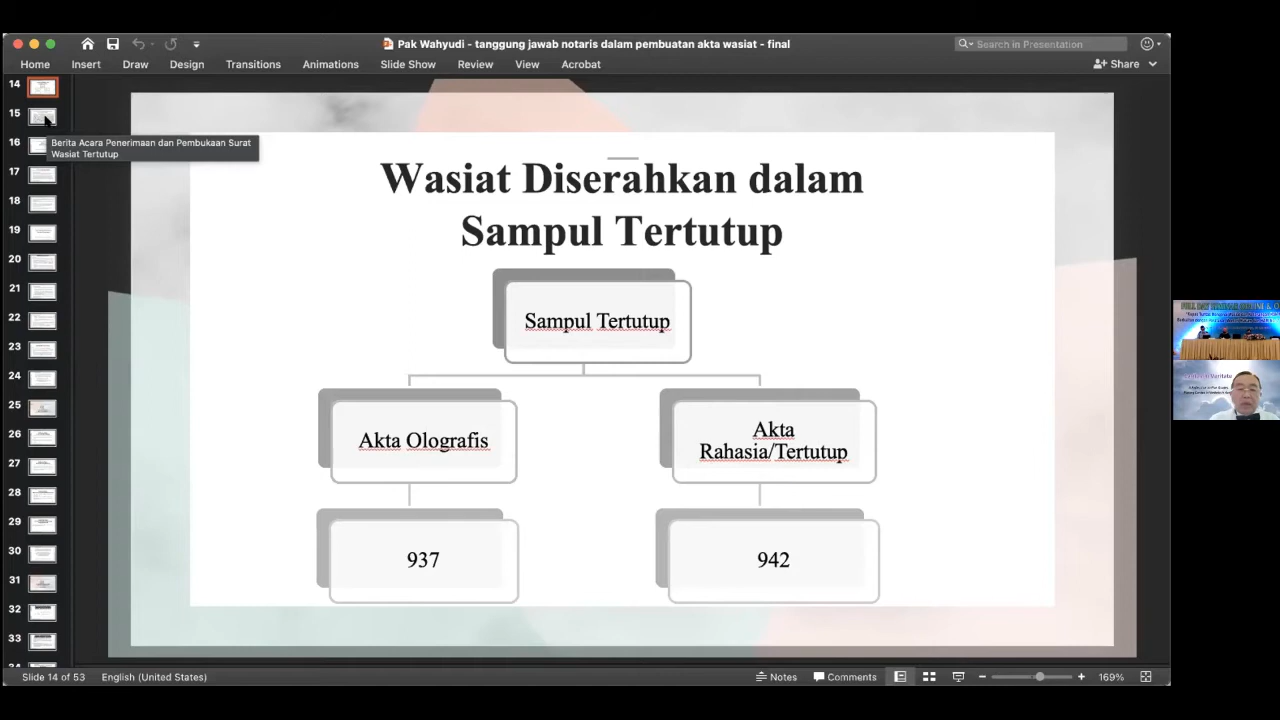 Pak Wahyudi - tanggung jawab notaris dalam pembuatan akta wasiat - final
Search in Presentation
Home Insert Draw Design Transitions Animations Slide Show Review View Acrobat Share
14
15
16
17
18
19
20
21
22
23
24
25
26
27
28
29
30
31
32
33
Berita Acara Penerimaan dan Pembukaan Surat
Wasiat Tertutup
Wasiat Diserahkan dalam
Sampul Tertutup
Sampul Tertutup
Akta Olografis
Akta
Rahasia/Tertutup
937
942
Slide 14 of 53 English (United States) Notes Comments 169%